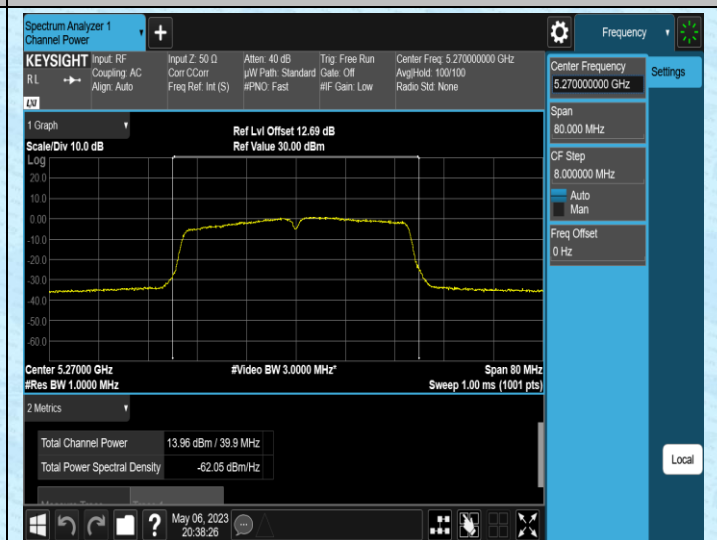 Spectrum Analyzer 1
Channel Power
+
Frequency
KEYSIGHT
R L
LXI
Input: RF
Coupling: AC
Align: Auto
Input Z: 50 Ω
Corr CCorr
Freq Ref: Int (S)
Atten: 40 dB
µW Path: Standard
#PNO: Fast
Trig: Free Run
Gate: Off
#IF Gain: Low
Center Freq: 5.270000000 GHz
Avg|Hold: 100/100
Radio Std: None
Center Frequency
5.270000000 GHz
Settings
Span
80.000 MHz
CF Step
8.000000 MHz
Auto
Man
Freq Offset
0 Hz
1 Graph
Scale/Div 10.0 dB
Ref Lvl Offset 12.69 dB
Ref Value 30.00 dBm
Log
20.0
10.0
0.00
-10.0
-20.0
-30.0
-40.0
-50.0
-60.0
Center 5.27000 GHz
#Res BW 1.0000 MHz
#Video BW 3.0000 MHz*
Span 80 MHz
Sweep 1.00 ms (1001 pts)
2 Metrics
Total Channel Power 13.96 dBm / 39.9 MHz
Total Power Spectral Density -62.05 dBm/Hz
Local
?
May 06, 2023
20:38:26